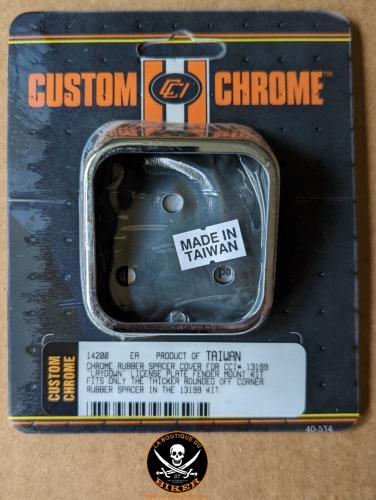 CUSTOM CCI CHROME™
MADE IN
TAIWAN
CUSTOM
CHROME
14200 EA PRODUCT OF TAIWAN
CHROME RUBBER SPACER COVER FOR CCI# 13199
"LAYDOWN" LICENSE PLATE FENDER MOUNT KIT
FITS ONLY THE THICKER ROUNDED OFF CORNER
RUBBER SPACER IN THE 13199 KIT
40-514
LA BOUTIQUE DU
BIKER